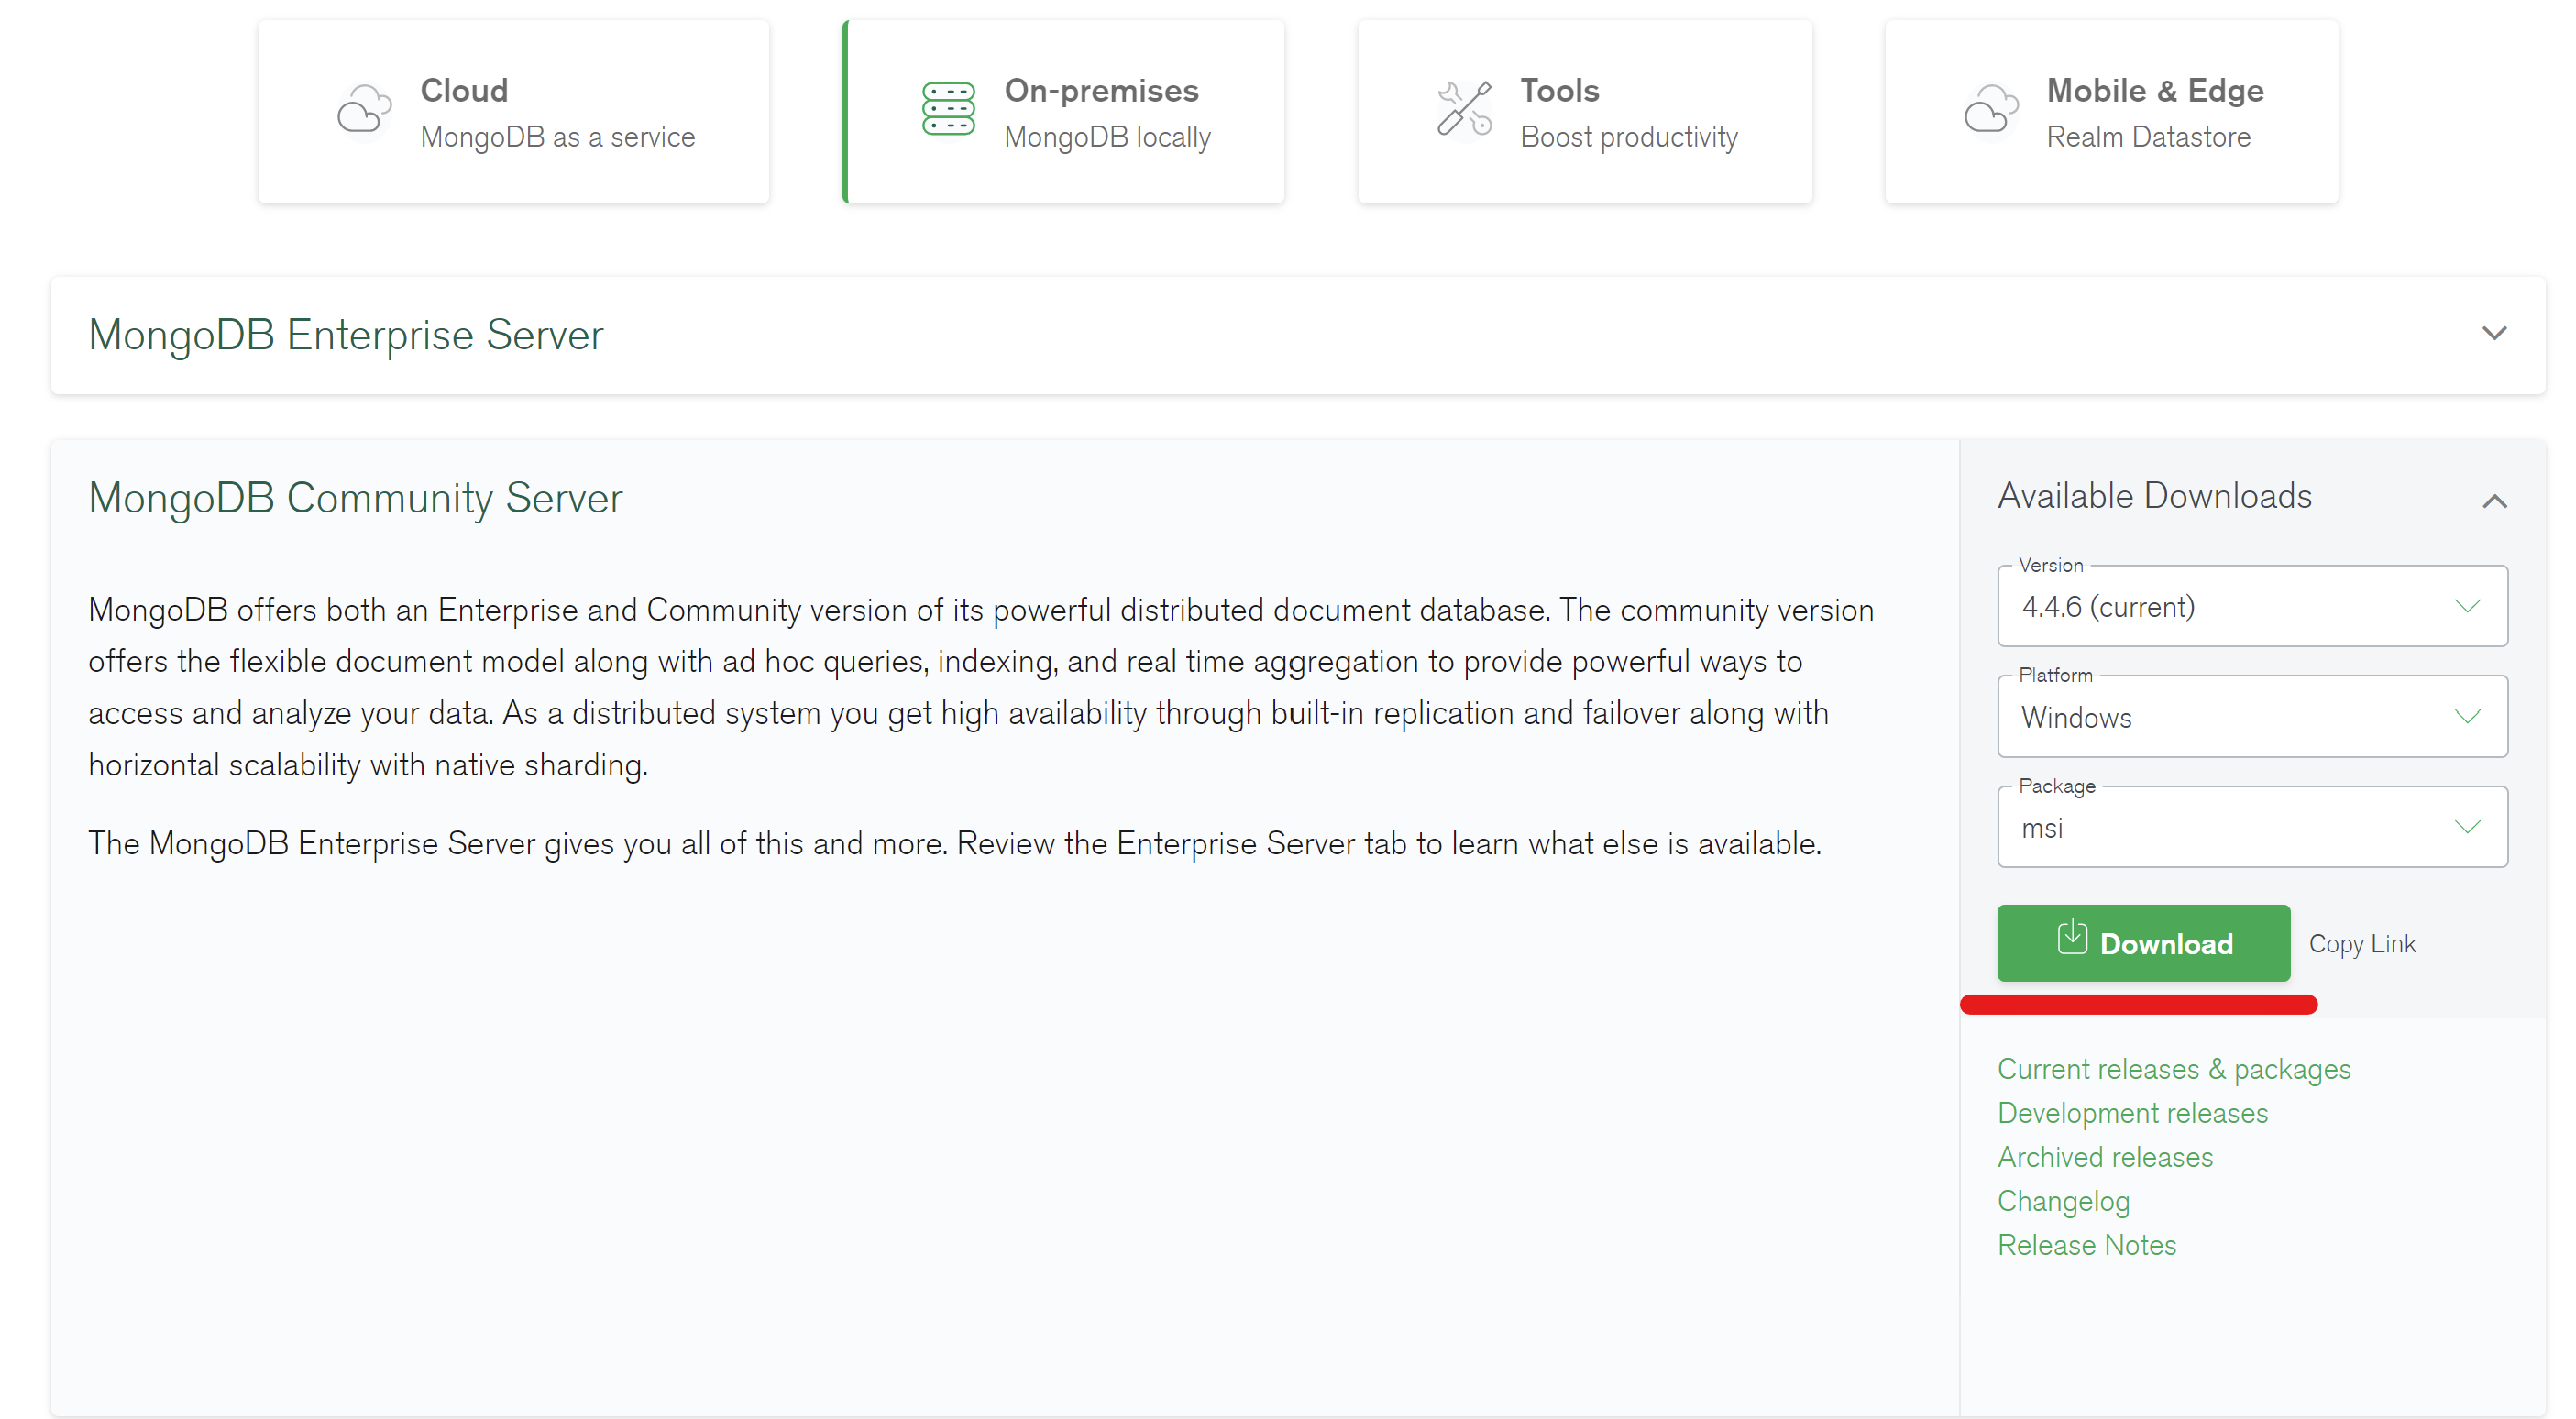 Cloud
MongoDB as a service
On-premises
MongoDB locally
Tools
Boost productivity
Mobile & Edge
Realm Datastore
MongoDB Enterprise Server
MongoDB Community Server
MongoDB offers both an Enterprise and Community version of its powerful distributed document database. The community version
offers the flexible document model along with ad hoc queries, indexing, and real time aggregation to provide powerful ways to
access and analyze your data. As a distributed system you get high availability through built-in replication and failover along with
horizontal scalability with native sharding.
The MongoDB Enterprise Server gives you all of this and more. Review the Enterprise Server tab to learn what else is available.
Available Downloads
Version
4.4.6 (current)
Platform
Windows
Package
msi
Download
Copy Link
Current releases & packages
Development releases
Archived releases
Changelog
Release Notes